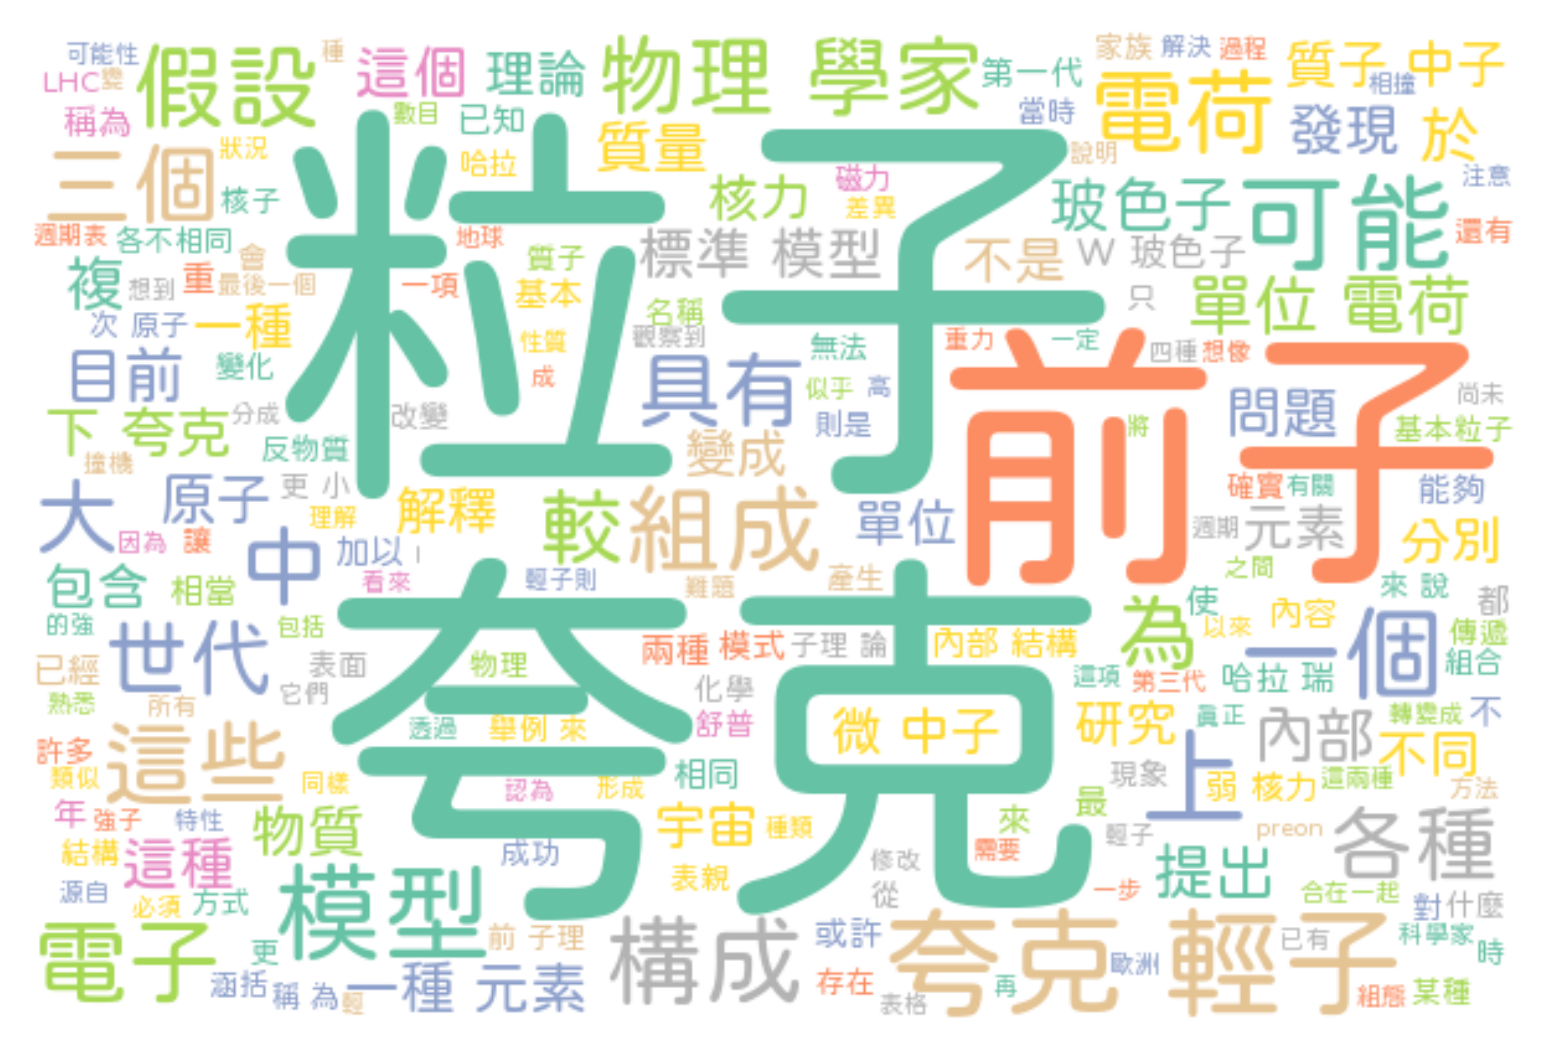 可能性
種
這個
理論
物理 學家
第一代
家族
解決
過程
質子 中子
LHC
變
假設
數目
已知
當時
電荷
相撞
稱為
質量
說明
發現
於
三個
狀況
哈拉
核力
磁力
玻色子
可能
注意
核子
差異
週期表
各不相同
地球
粒子
標準 模型
不是
W 玻色子
還有
會
質子
複
想到
重
最後一個
一項
基本
名稱
只
單位 電荷
次 原子
一種
性質
觀察到
無法
重力
一定
四種
想像
目前
變化
成
具有
似乎
高
前子
問題
尚未
下 夸克
分成
改變
則是
將
基本粒子
反物質
變成
撞機
大
原子
更 小
確實
有關
能夠
理解
解釋
較
組成
單位
週期
元素
分別
因為
讓
中
加以
之間
包含
相當
看來
輕子則
難題
產生
來 說
的強
使
內容
都
世代
包括
夸克
兩種
模式
子理 論
內部 結構
為
以來
一個
傳遞
已經
表面
物理
組合
它們
化學
這項
第三代
哈拉 瑞
熟悉
所有
透過
舉例 來
舒普
微 中子
研究
真正
內部
轉變成
不
許多
這些
類似
同樣
認為
形成
相同
現象
上
弱 核力
這兩種
不同
方法
年
強子
特性
物質
宇宙
種類
來
最
輕子
preon
各種
結構
這種
成功
表親
修改
需要
提出
源自
必須
方式
模型
從
一步
合在一起
對
什麼
電子
更
前 子理
構成
或許
夸克 輕子
已有
科學家
時
涵括
稱 為
輕
一種 元素
存在
表格
再
歐洲
組態
某種